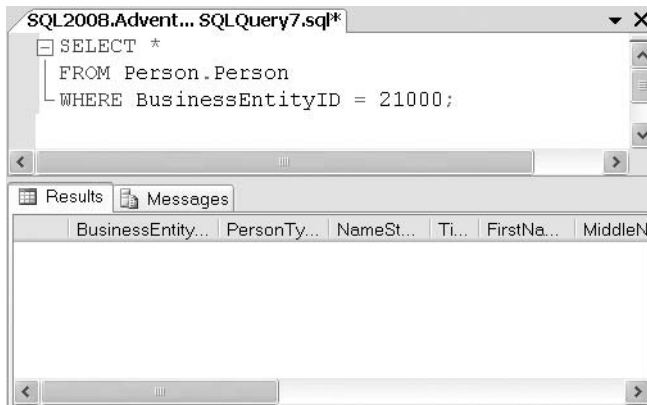 SQL2008.Advent... SQLQuery7.sql*
SELECT *
FROM Person.Person
WHERE BusinessEntityID = 21000;
Results Messages
BusinessEntity... PersonTy... NameSt... Ti... FirstNa... MiddleN